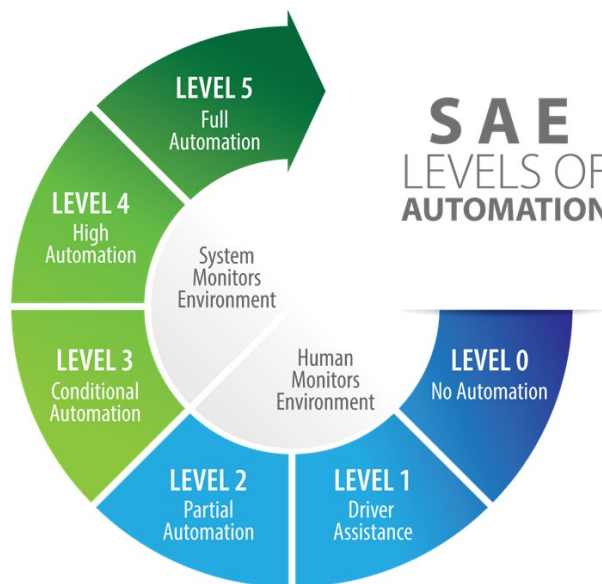 S A E
LEVELS OF
AUTOMATION
LEVEL 0
No Automation
LEVEL 1
Driver
Assistance
LEVEL 2
Partial
Automation
LEVEL 3
Conditional
Automation
LEVEL 4
High
Automation
LEVEL 5
Full
Automation
System
Monitors
Environment
Human
Monitors
Environment